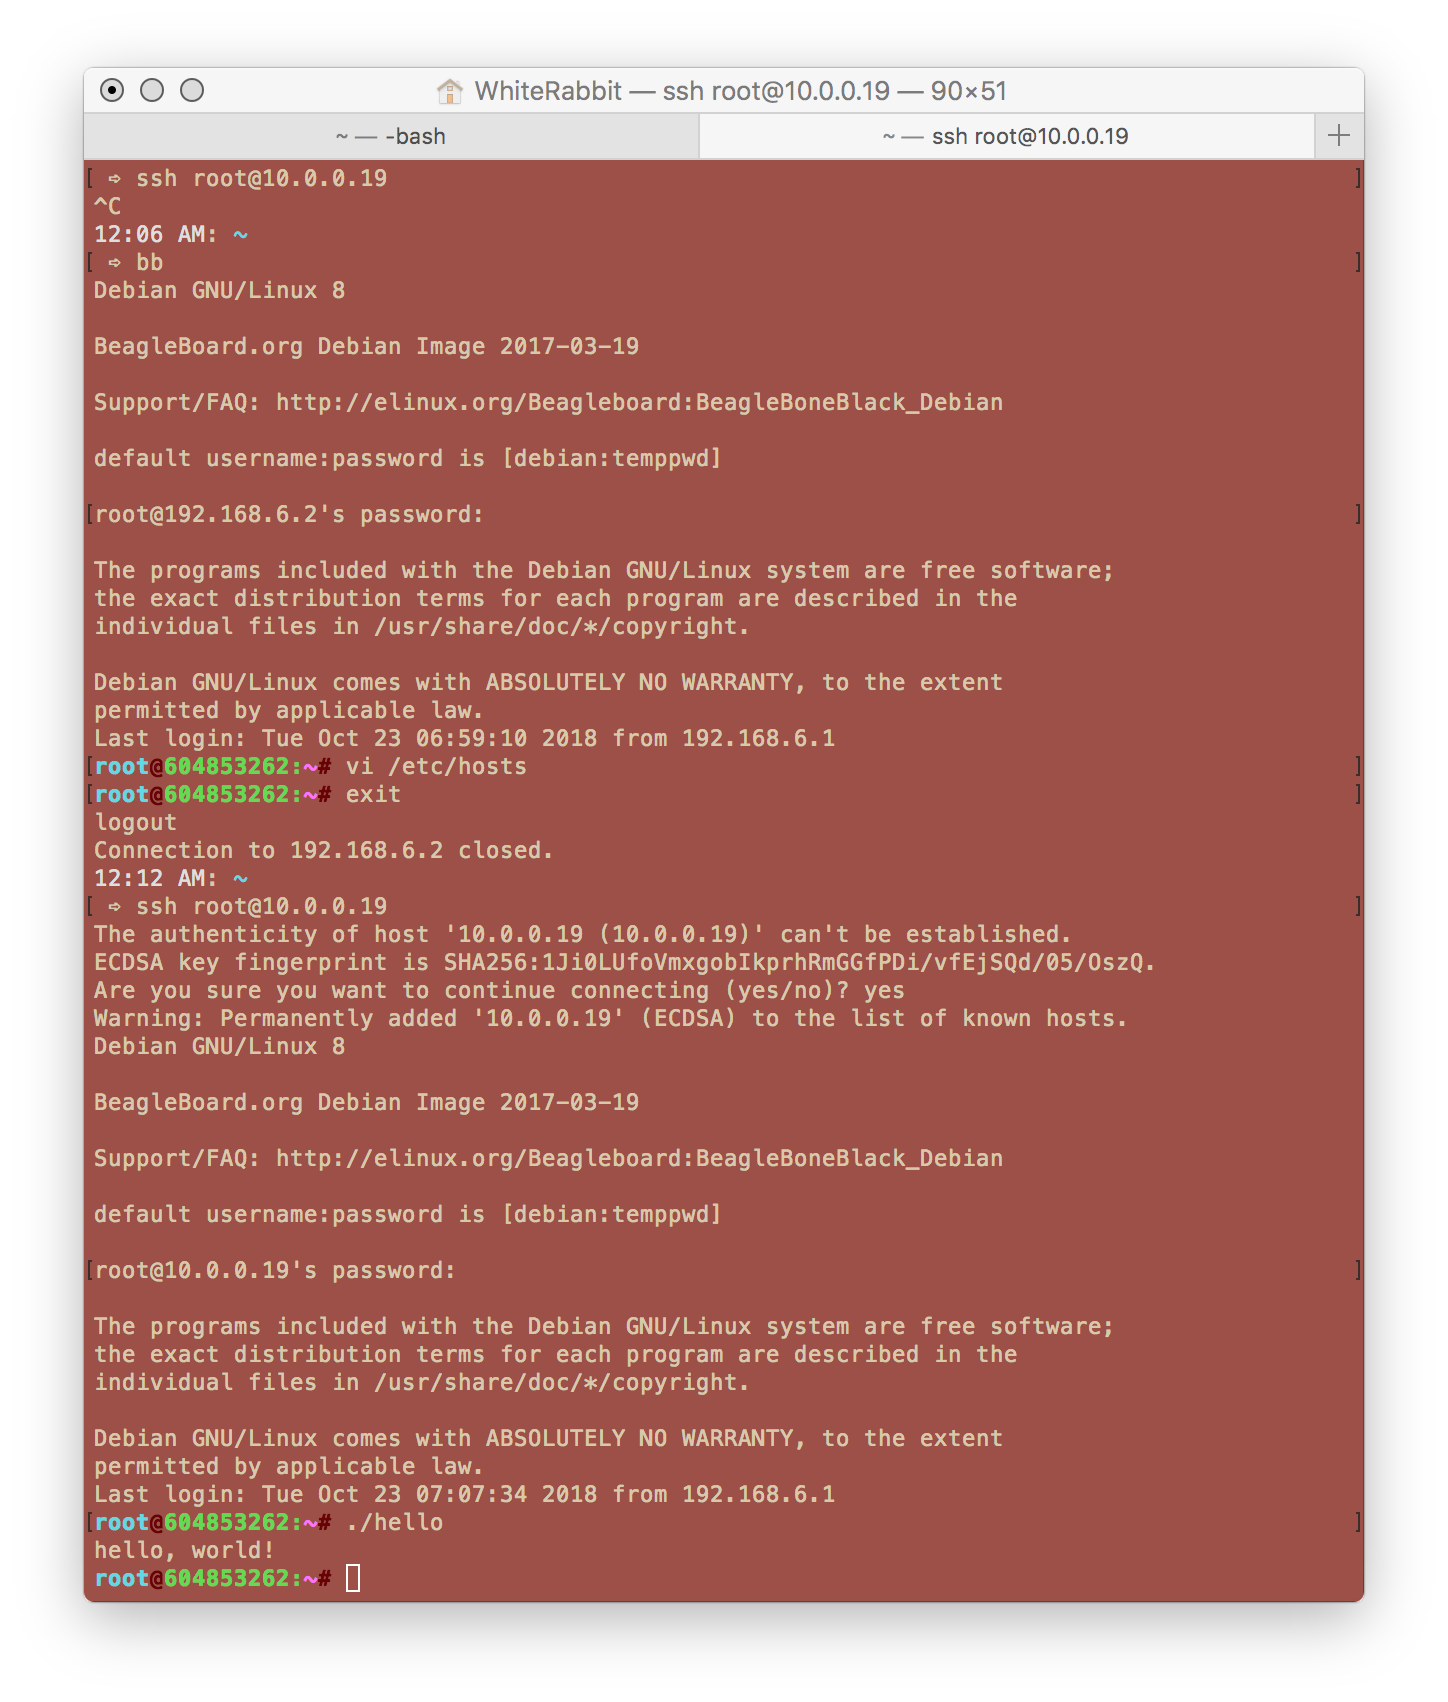 WhiteRabbit — ssh root@10.0.0.19 — 90×51
~ — -bash
~ — ssh root@10.0.0.19
[ ➪ ssh root@10.0.0.19 ]
^C
12:06 AM: ~
[ ➪ bb ]
Debian GNU/Linux 8
BeagleBoard.org Debian Image 2017-03-19
Support/FAQ: http://elinux.org/Beagleboard:BeagleBoneBlack_Debian
default username:password is [debian:temppwd]
[root@192.168.6.2's password: ]
The programs included with the Debian GNU/Linux system are free software;
the exact distribution terms for each program are described in the
individual files in /usr/share/doc/*/copyright.
Debian GNU/Linux comes with ABSOLUTELY NO WARRANTY, to the extent
permitted by applicable law.
Last login: Tue Oct 23 06:59:10 2018 from 192.168.6.1
[root@604853262:~# vi /etc/hosts ]
[root@604853262:~# exit ]
logout
Connection to 192.168.6.2 closed.
12:12 AM: ~
[ ➪ ssh root@10.0.0.19 ]
The authenticity of host '10.0.0.19 (10.0.0.19)' can't be established.
ECDSA key fingerprint is SHA256:1Ji0LUfoVmxgobIkprhRmGGfPDi/vfEjSQd/05/OszQ.
Are you sure you want to continue connecting (yes/no)? yes
Warning: Permanently added '10.0.0.19' (ECDSA) to the list of known hosts.
Debian GNU/Linux 8
BeagleBoard.org Debian Image 2017-03-19
Support/FAQ: http://elinux.org/Beagleboard:BeagleBoneBlack_Debian
default username:password is [debian:temppwd]
[root@10.0.0.19's password: ]
The programs included with the Debian GNU/Linux system are free software;
the exact distribution terms for each program are described in the
individual files in /usr/share/doc/*/copyright.
Debian GNU/Linux comes with ABSOLUTELY NO WARRANTY, to the extent
permitted by applicable law.
Last login: Tue Oct 23 07:07:34 2018 from 192.168.6.1
[root@604853262:~# ./hello ]
hello, world!
root@604853262:~#